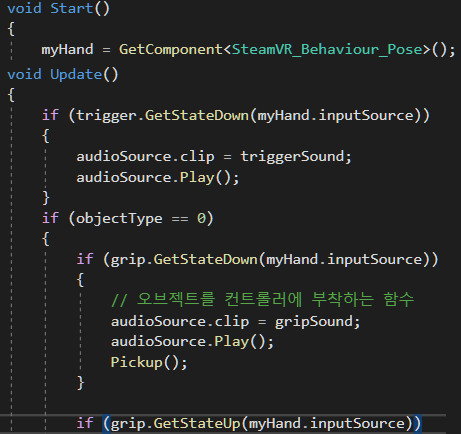 void Start()
{
myHand = GetComponent<SteamVR_Behaviour_Pose>();
void Update()
{
if (trigger.GetStateDown(myHand.inputSource))
{
audioSource.clip = triggerSound;
audioSource.Play();
}
if (objectType == 0)
{
if (grip.GetStateDown(myHand.inputSource))
{
// 오브젝트를 컨트롤러에 부착하는 함수
audioSource.clip = gripSound;
audioSource.Play();
Pickup();
}
if (grip.GetStateUp(myHand.inputSource))